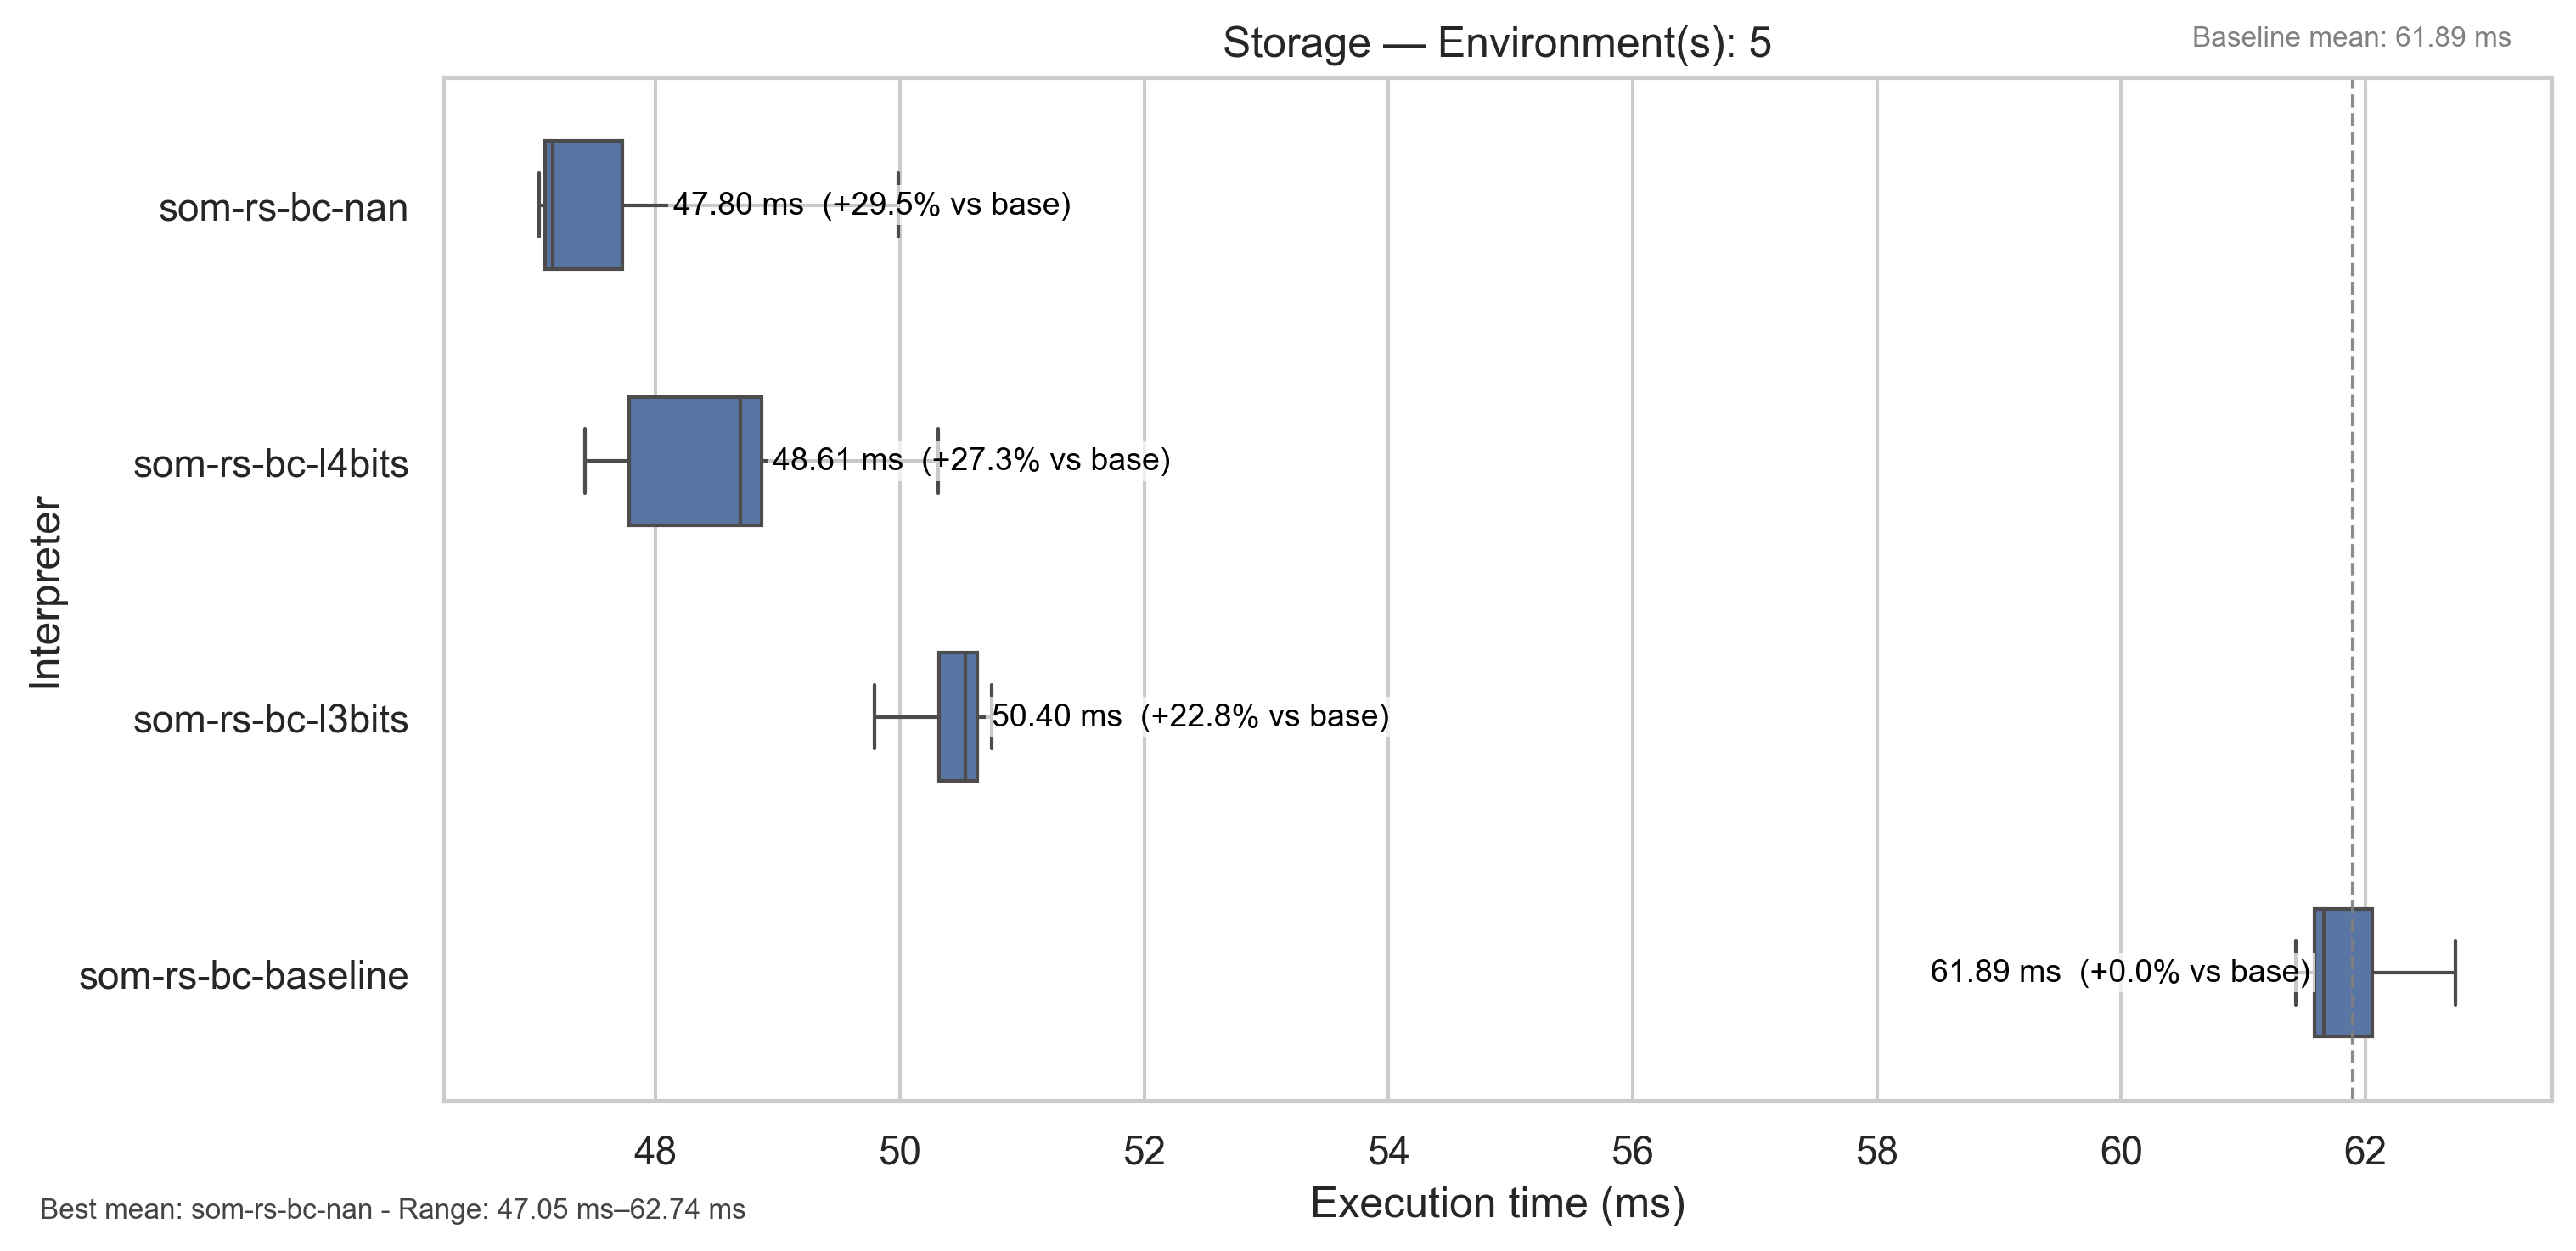 Storage — Environment(s): 5
Baseline mean: 61.89 ms
som-rs-bc-nan
47.80 ms (+29.5% vs base)
som-rs-bc-l4bits
48.61 ms (+27.3% vs base)
som-rs-bc-l3bits
50.40 ms (+22.8% vs base)
som-rs-bc-baseline
61.89 ms (+0.0% vs base)
Interpreter
48 50 52 54 56 58 60 62
Execution time (ms)
Best mean: som-rs-bc-nan - Range: 47.05 ms–62.74 ms